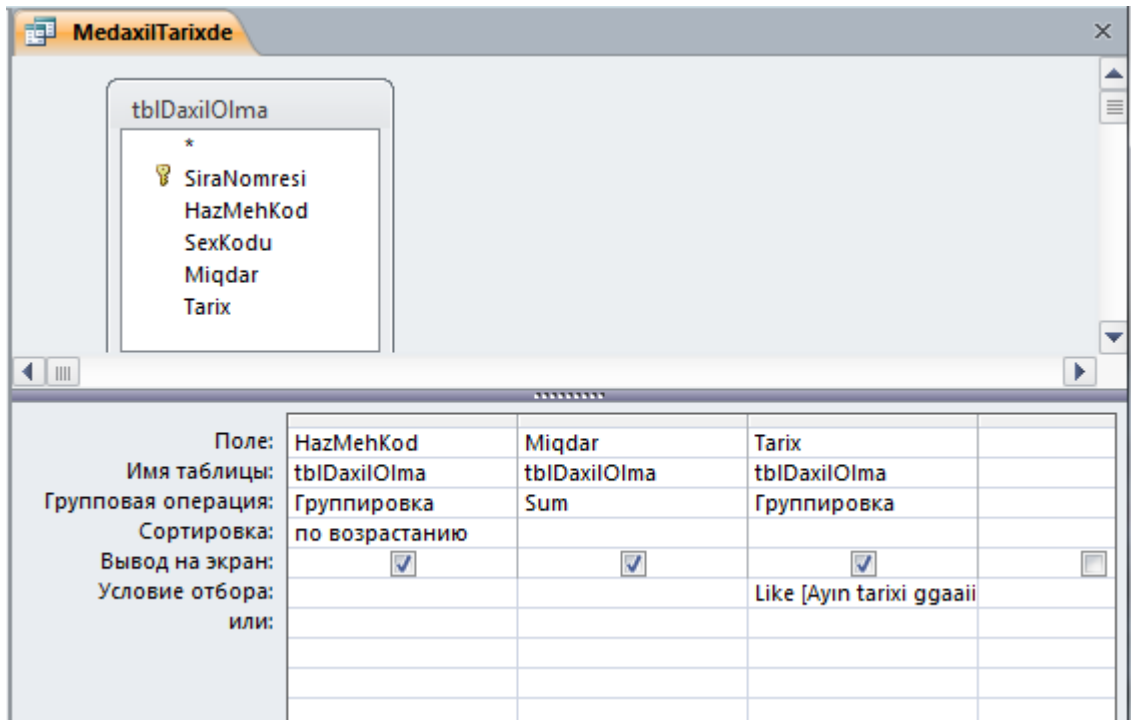 MedaxilTarixde
tblDaxilOlma
*
SiraNomresi
HazMehKod
SexKodu
Miqdar
Tarix
Поле: HazMehKod Miqdar Tarix
Имя таблицы: tblDaxilOlma tblDaxilOlma tblDaxilOlma
Групповая операция: Группировка Sum Группировка
Сортировка: по возрастанию
Вывод на экран:
Условие отбора: Like [Ayın tarixi ggaaii
или: